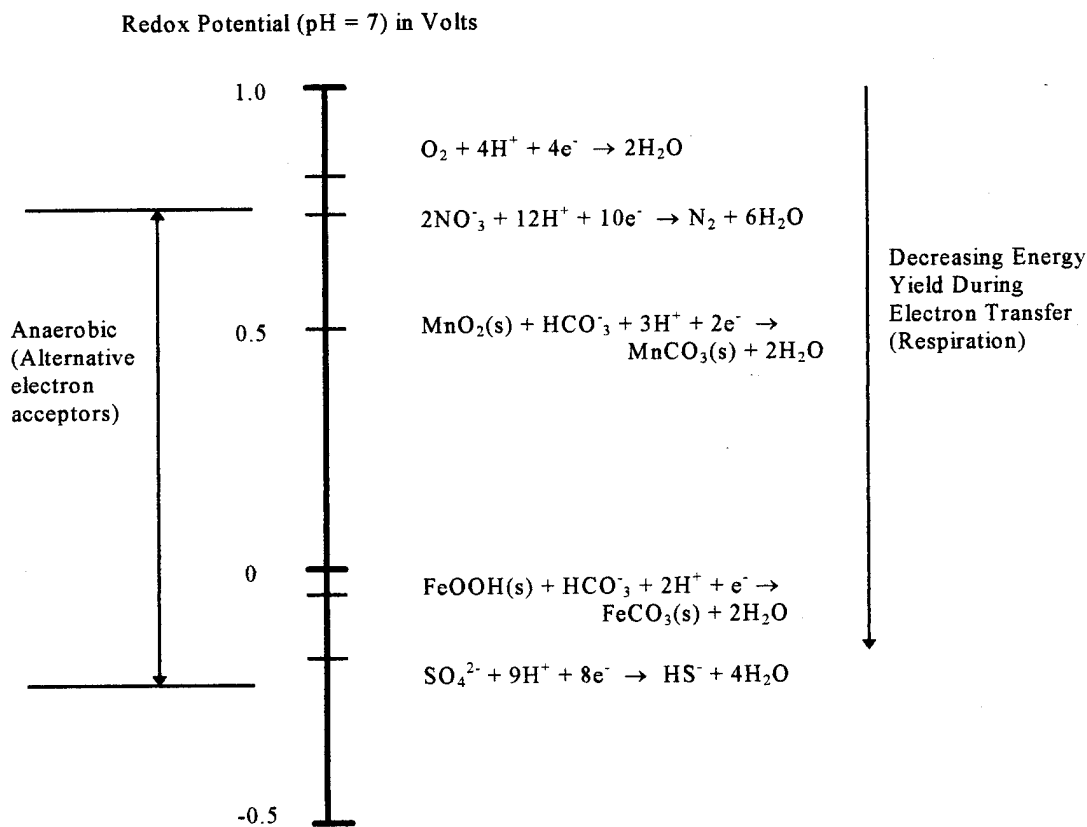 Redox Potential (pH = 7) in Volts
1.0
O₂ + 4H⁺ + 4e⁻ → 2H₂O
2NO⁻₃ + 12H⁺ + 10e⁻ → N₂ + 6H₂O
Decreasing Energy
Yield During
Electron Transfer
(Respiration)
Anaerobic
(Alternative
electron
acceptors)
0.5
MnO₂(s) + HCO⁻₃ + 3H⁺ + 2e⁻ →
MnCO₃(s) + 2H₂O
0
FeOOH(s) + HCO⁻₃ + 2H⁺ + e⁻ →
FeCO₃(s) + 2H₂O
SO₄²⁻ + 9H⁺ + 8e⁻ → HS⁻ + 4H₂O
-0.5